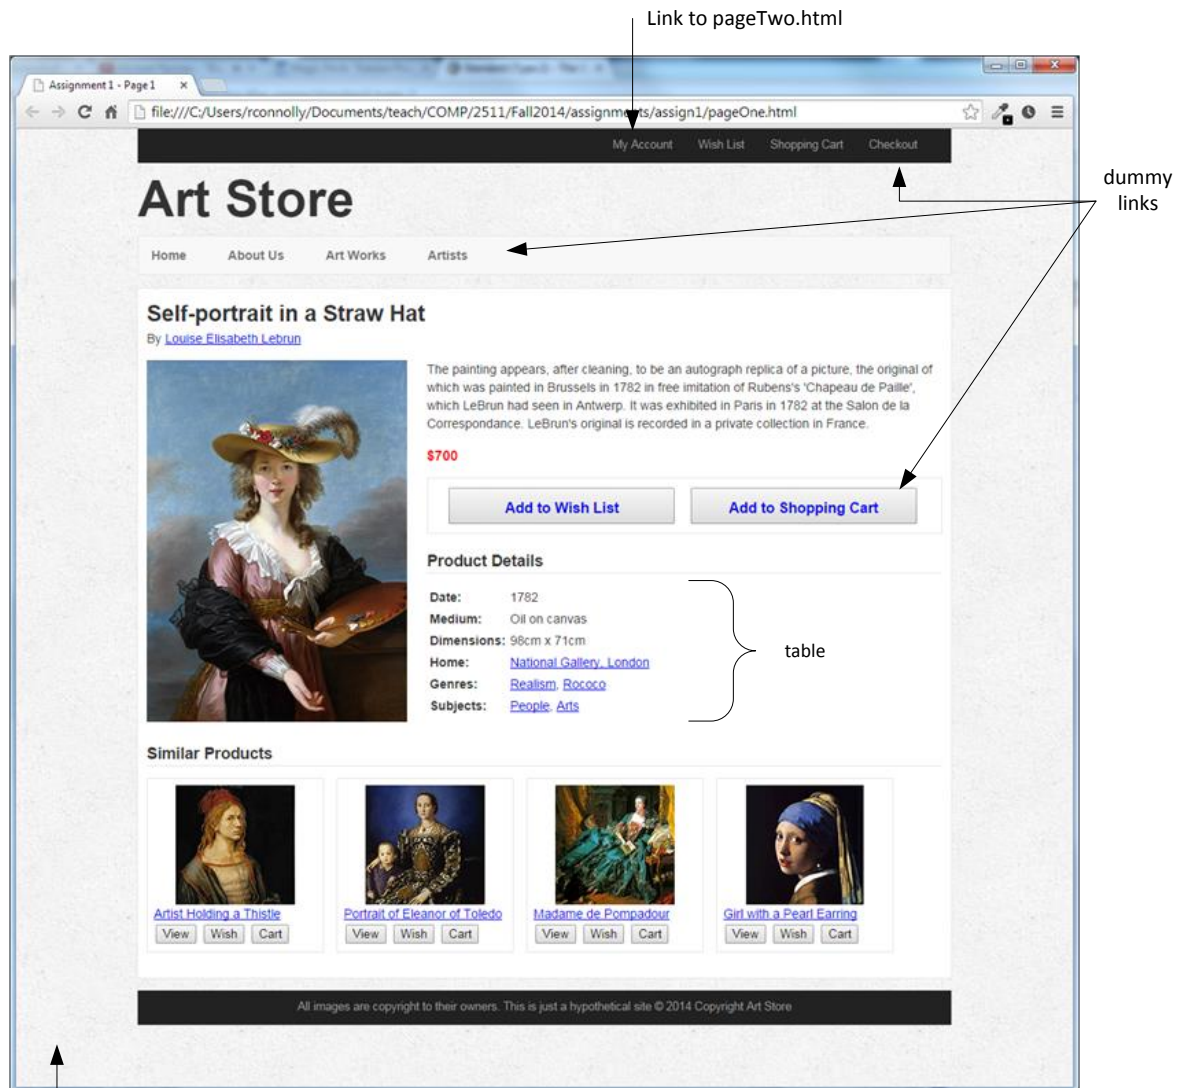 Link to pageTwo.html
Assignment 1 - Page 1
file:///C:/Users/rconnolly/Documents/teach/COMP/2511/Fall2014/assignments/assign1/pageOne.html
My Account Wish List Shopping Cart Checkout
dummy
links
Art Store
Home About Us Art Works Artists
Self-portrait in a Straw Hat
By Louise Elisabeth Lebrun
The painting appears, after cleaning, to be an autograph replica of a picture, the original of
which was painted in Brussels in 1782 in free imitation of Rubens's 'Chapeau de Paille',
which LeBrun had seen in Antwerp. It was exhibited in Paris in 1782 at the Salon de la
Correspondance. LeBrun's original is recorded in a private collection in France.
$700
Add to Wish List Add to Shopping Cart
Product Details
Date: 1782
Medium: Oil on canvas
Dimensions: 98cm x 71cm
Home: National Gallery, London
Genres: Realism, Rococo
Subjects: People, Arts
table
Similar Products
Artist Holding a Thistle Portrait of Eleanor of Toledo Madame de Pompadour Girl with a Pearl Earring
View Wish Cart View Wish Cart View Wish Cart View Wish Cart
All images are copyright to their owners. This is just a hypothetical site © 2014 Copyright Art Store